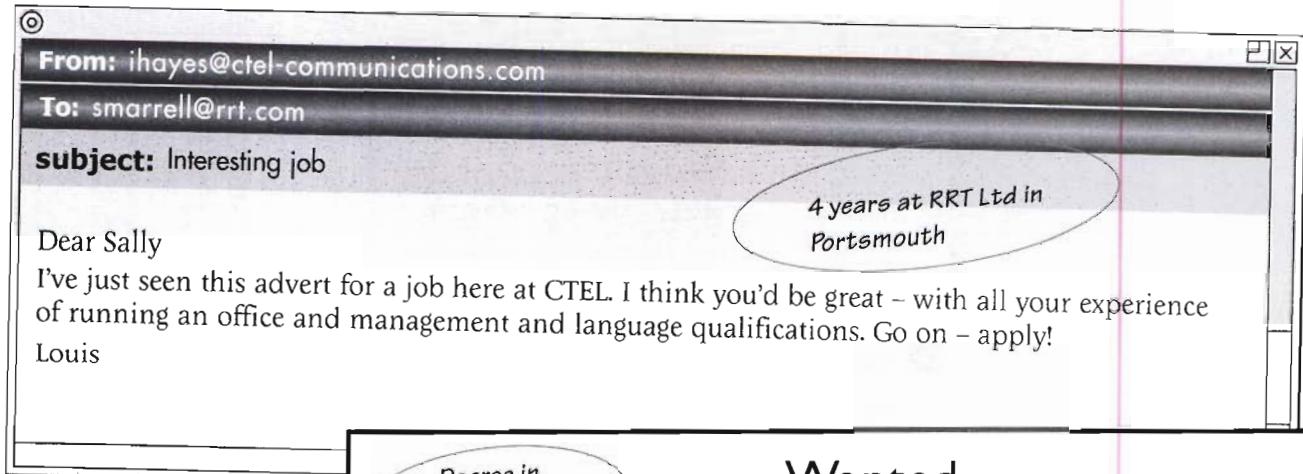 From: ihayes@ctel-communications.com
To: smarrell@rrt.com
subject: Interesting job
4 years at RRT Ltd in
Portsmouth
Dear Sally
I've just seen this advert for a job here at CTEL. I think you'd be great – with all your experience
of running an office and management and language qualifications. Go on – apply!
Louis